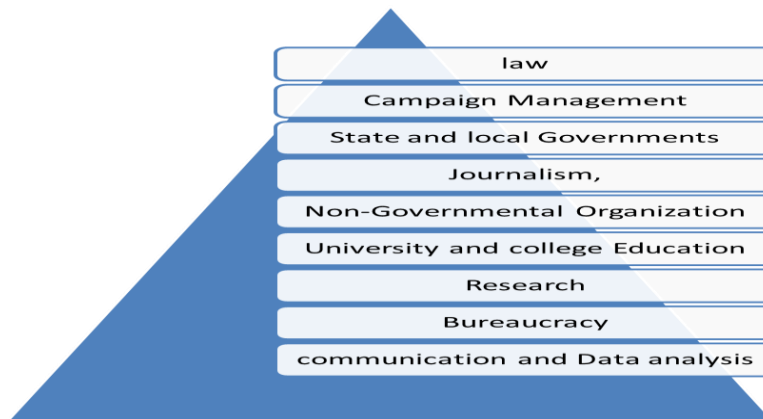 law
Campaign Management
State and local Governments
Journalism,
Non-Governmental Organization
University and college Education
Research
Bureaucracy
communication and Data analysis